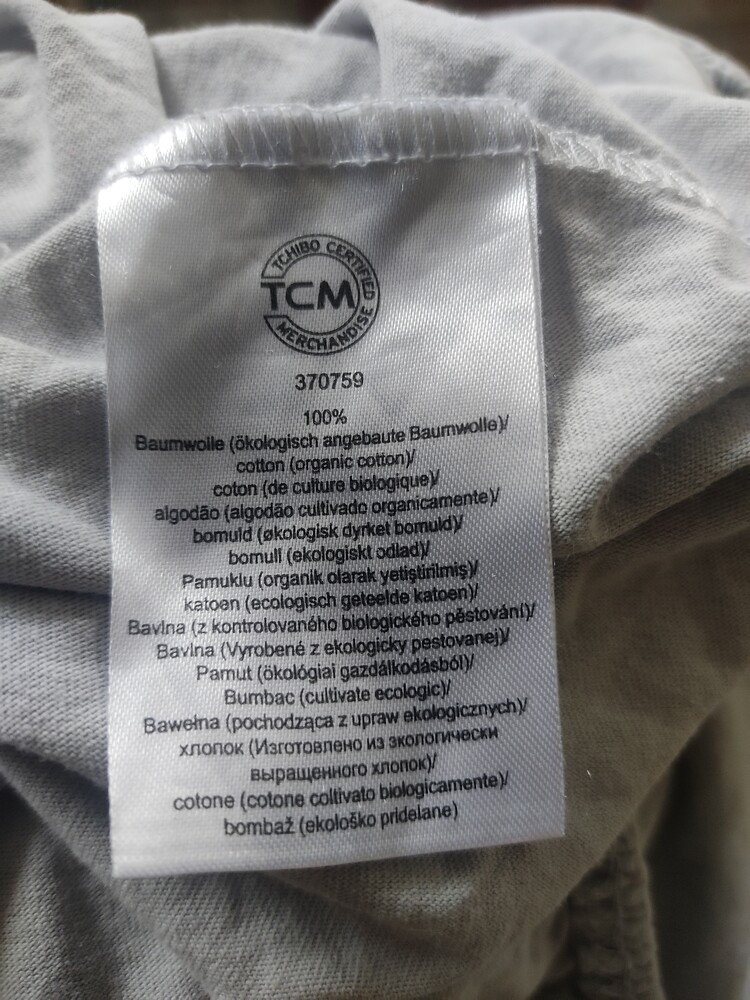 TCHIBO CERTIFIED
TCM
MERCHANDISE
370759
100%
Baumwolle (ökologisch angebaute Baumwolle)/
cotton (organic cotton)/
coton (de culture biologique)/
algodão (algodão cultivado organicamente)/
bomuld (økologisk dyrket bomuld)/
bomull (ekologiskt odlad)/
Pamuklu (organik olarak yetiştirilmiş)/
katoen (ecologisch geteelde katoen)/
Bavlna (z kontrolovaného biologického pěstování)/
Bavlna (Vyrobené z ekologicky pestovanej)/
Pamut (ökológiai gazdálkodásból)/
Bumbac (cultivate ecologic)/
Bawełna (pochodząca z upraw ekologicznych)/
хлопок (Изготовлено из экологически
выращенного хлопок)/
cotone (cotone coltivato biologicamente)/
bombaž (ekološko pridelane)